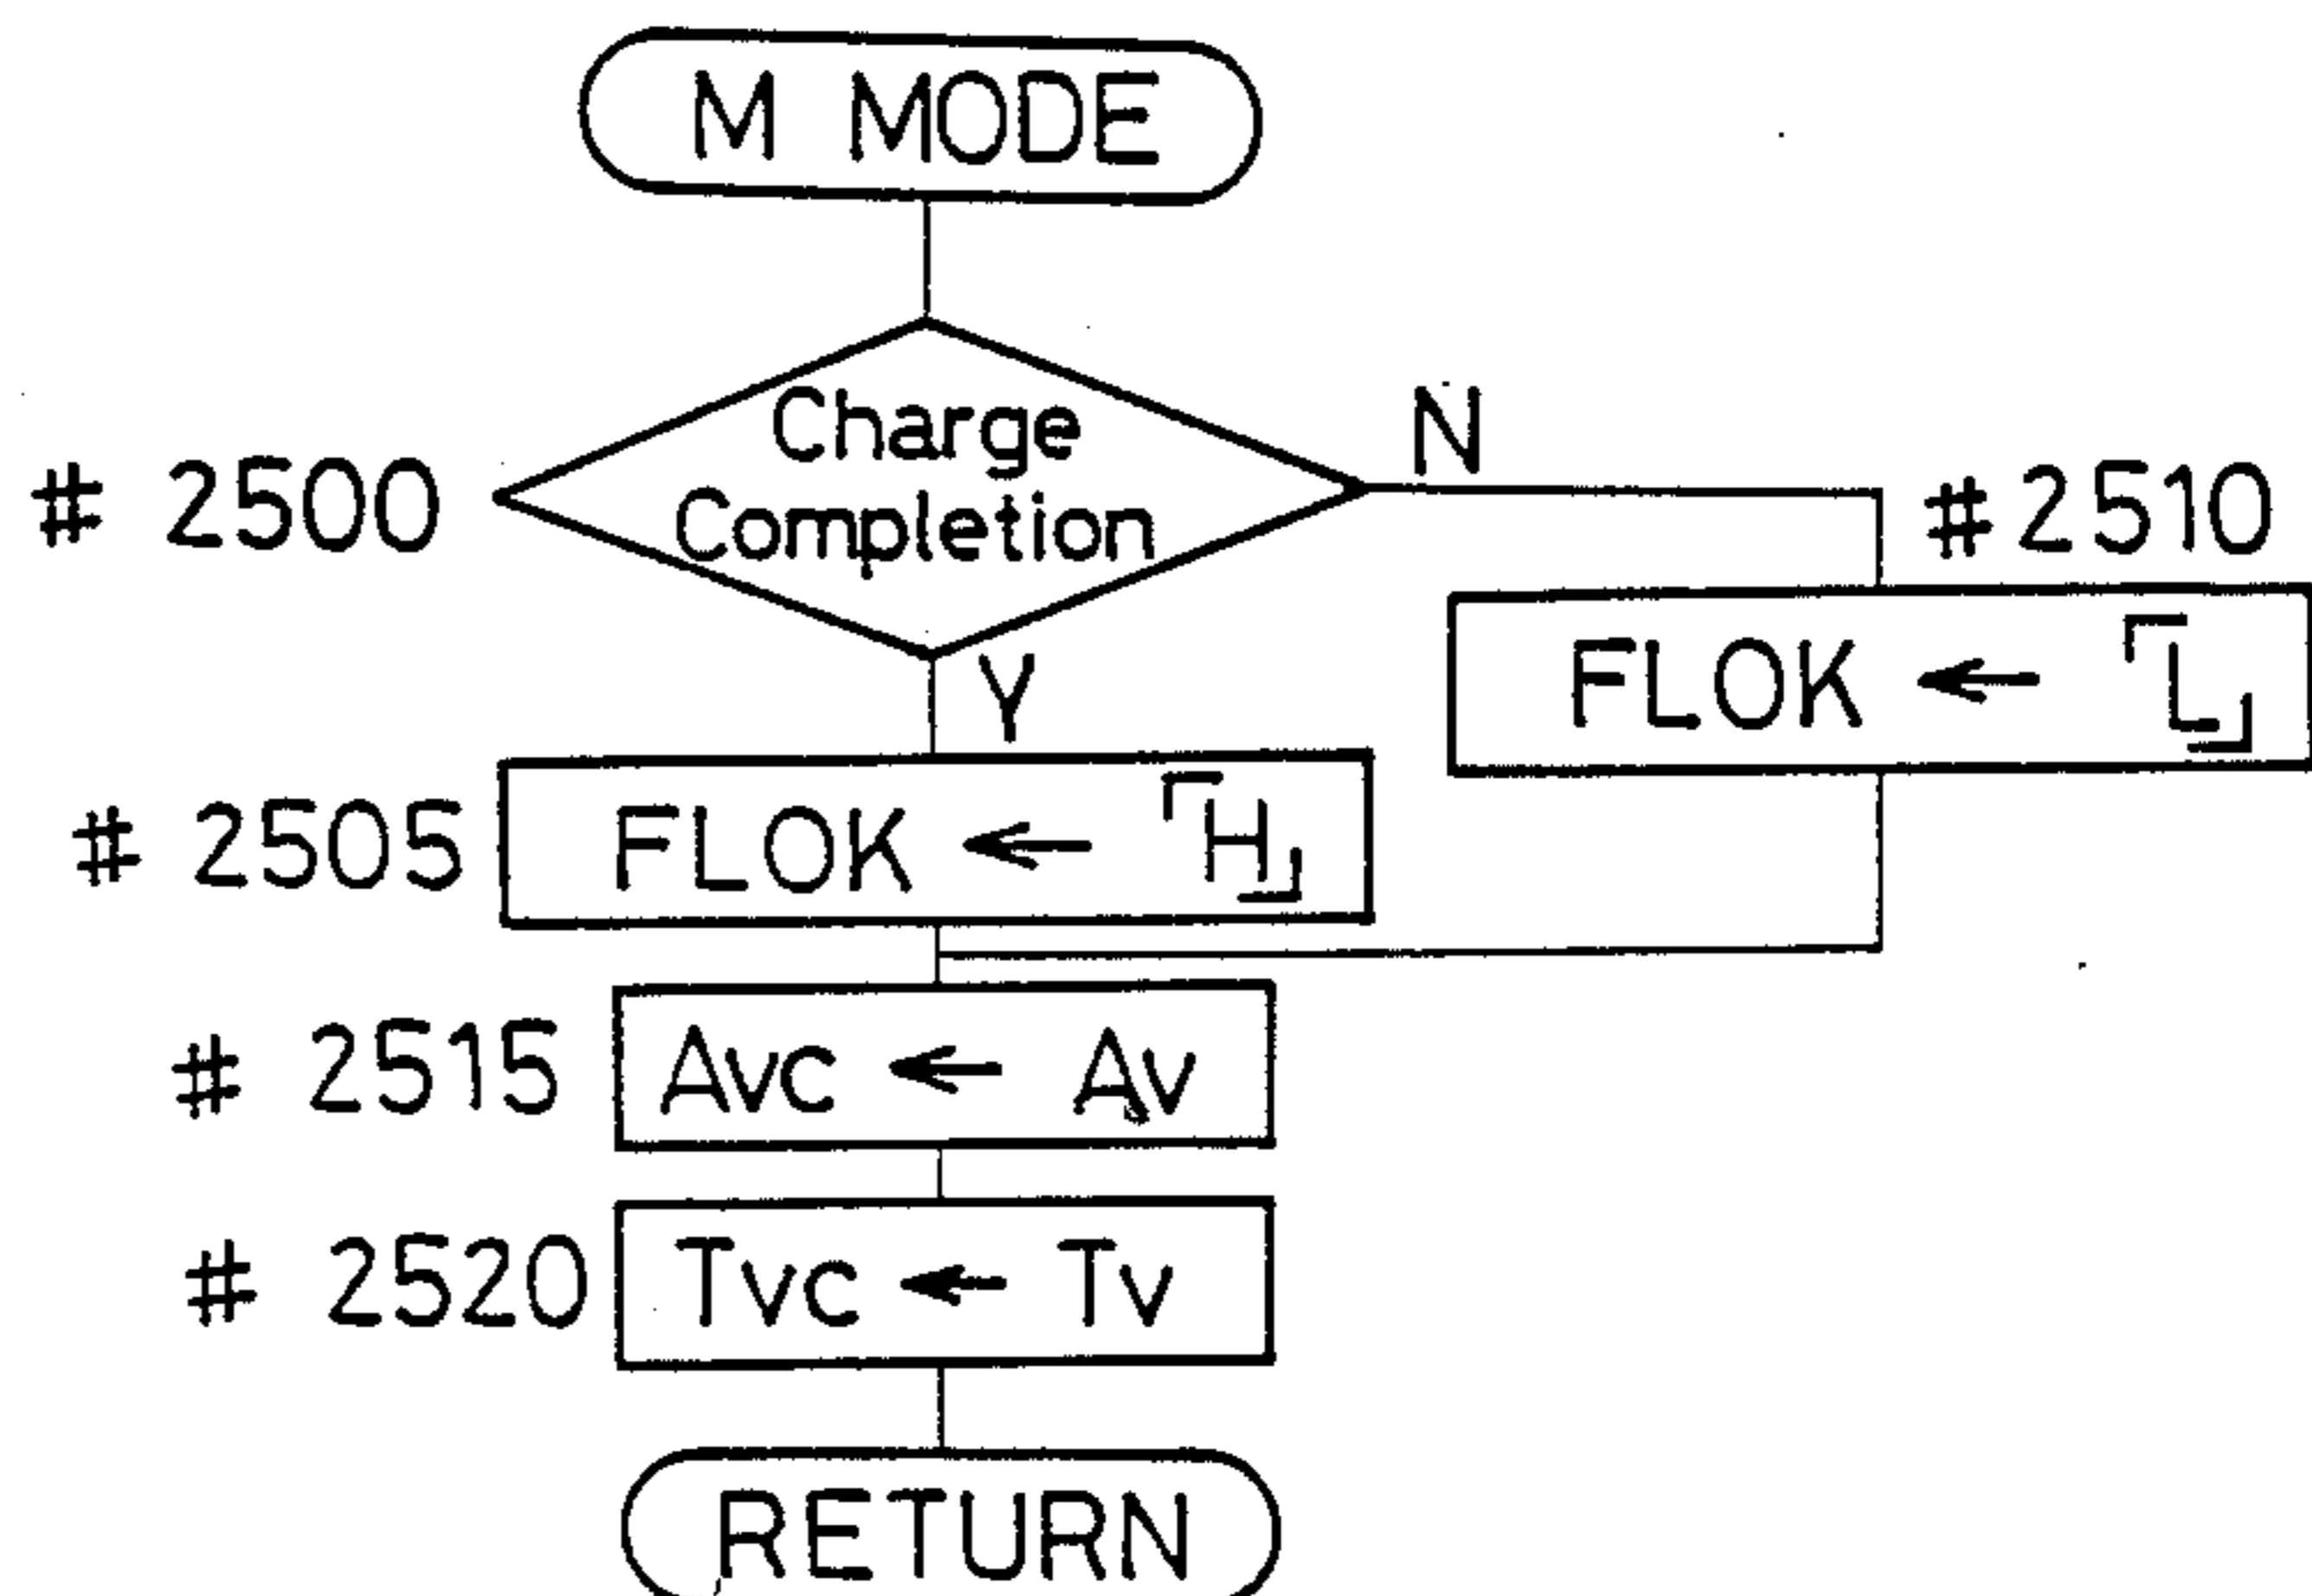 M MODE
# 2500
Charge
Completion
N
Y
#2510
FLOK ← 「L」
# 2505
FLOK ← 「H」
# 2515
Avc ← Av
# 2520
Tvc ← Tv
RETURN